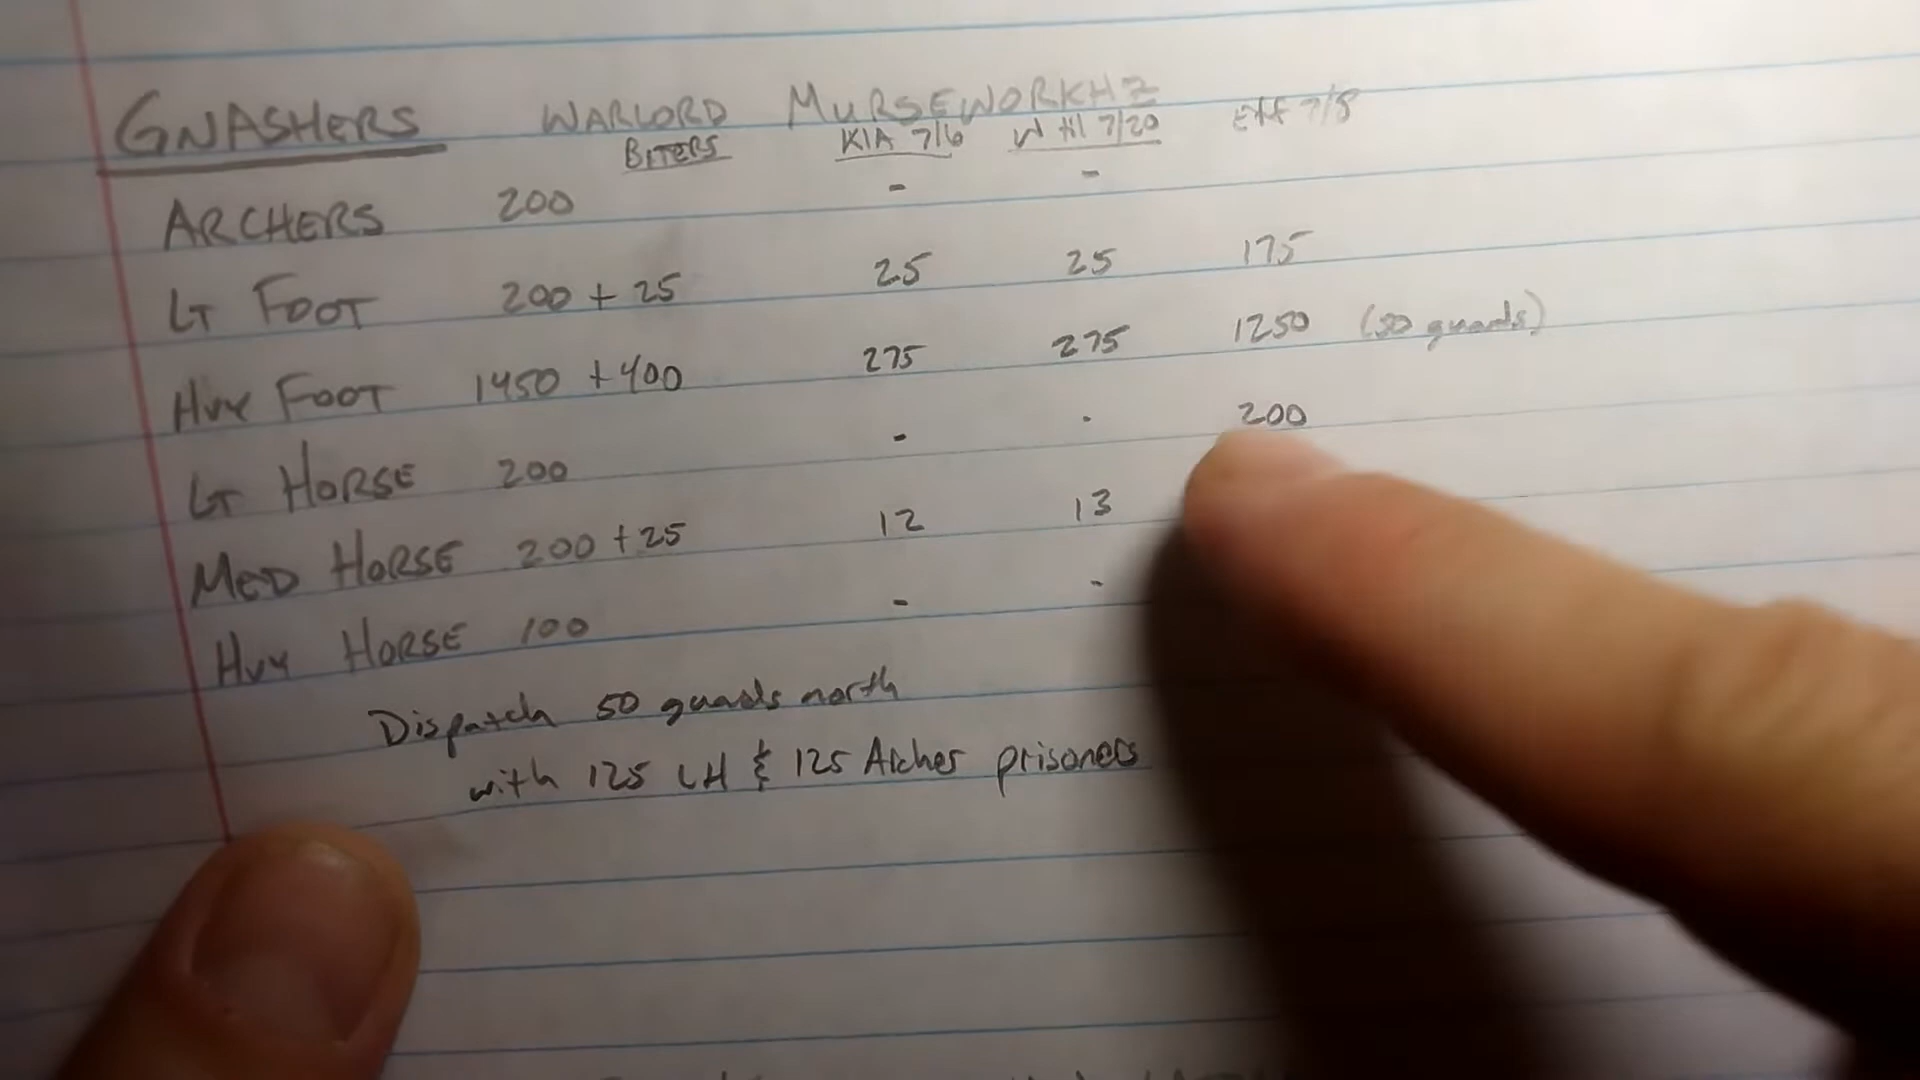 GNASHERS WARLORD MURSEWORKHZ
BITERS KIA 7/6 W til 7/20 Eff 7/8
ARCHERS 200 - -
LT FOOT 200 + 25 25 25 175
HVY FOOT 1450 + 400 275 275 1250 (50 guards)
LT HORSE 200 - - 200
MED HORSE 200 + 25 12 13
HVY HORSE 100 - -
Dispatch 50 guards north
with 125 LH & 125 Archer prisoners